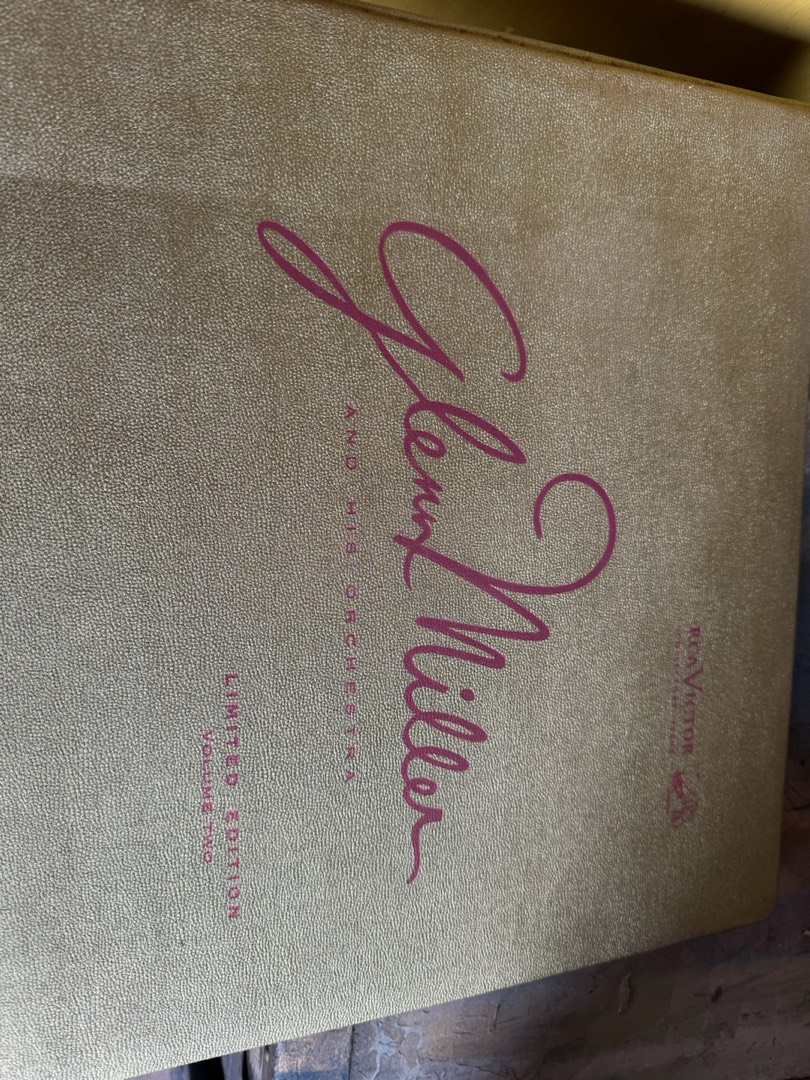 RCA VICTOR
Glenn Miller
AND HIS ORCHESTRA
LIMITED EDITION
VOLUME TWO